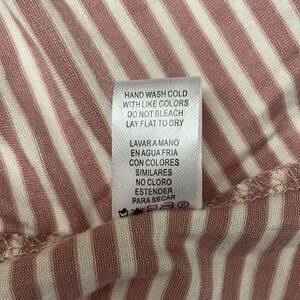 HAND WASH COLD
WITH LIKE COLORS
DO NOT BLEACH
LAY FLAT TO DRY
LAVAR A MANO
EN AGUA FRIA
CON COLORES
SIMILARES
NO CLORO
ESTENDER
PARA SECAR